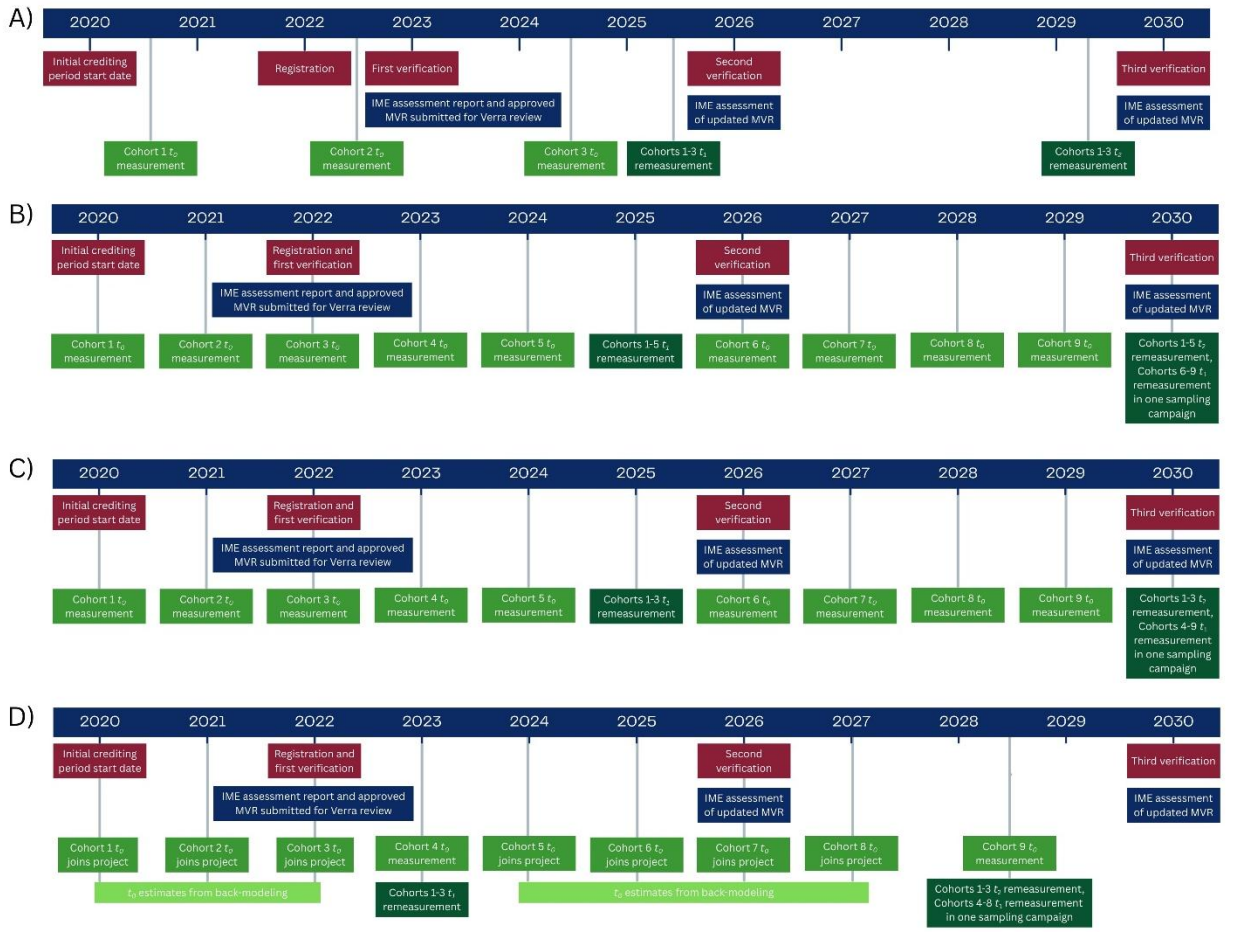 A)
2020 2021 2022 2023 2024 2025 2026 2027 2028 2029 2030
Initial crediting
period start date
Registration
First verification
Second
verification
Third verification
IME assessment report and approved
MVR submitted for Verra review
IME assessment
of updated MVR
IME assessment
of updated MVR
Cohort 1 t₀
measurement
Cohort 2 t₀
measurement
Cohort 3 t₀
measurement
Cohorts 1-3 t₁
remeasurement
Cohorts 1-3 t₂
remeasurement
B)
2020 2021 2022 2023 2024 2025 2026 2027 2028 2029 2030
Initial crediting
period start date
Registration and
first verification
Second
verification
Third verification
IME assessment report and approved
MVR submitted for Verra review
IME assessment
of updated MVR
IME assessment
of updated MVR
Cohort 1 t₀
measurement
Cohort 2 t₀
measurement
Cohort 3 t₀
measurement
Cohort 4 t₀
measurement
Cohort 5 t₀
measurement
Cohorts 1-5 t₁
remeasurement
Cohort 6 t₀
measurement
Cohort 7 t₀
measurement
Cohort 8 t₀
measurement
Cohort 9 t₀
measurement
Cohorts 1-5 t₂
remeasurement,
Cohorts 6-9 t₁
remeasurement
in one sampling
campaign
C)
2020 2021 2022 2023 2024 2025 2026 2027 2028 2029 2030
Initial crediting
period start date
Registration and
first verification
Second
verification
Third verification
IME assessment report and approved
MVR submitted for Verra review
IME assessment
of updated MVR
IME assessment
of updated MVR
Cohort 1 t₀
measurement
Cohort 2 t₀
measurement
Cohort 3 t₀
measurement
Cohort 4 t₀
measurement
Cohort 5 t₀
measurement
Cohorts 1-3 t₁
remeasurement
Cohort 6 t₀
measurement
Cohort 7 t₀
measurement
Cohort 8 t₀
measurement
Cohort 9 t₀
measurement
Cohorts 1-3 t₂
remeasurement,
Cohorts 4-9 t₁
remeasurement
in one sampling
campaign
D)
2020 2021 2022 2023 2024 2025 2026 2027 2028 2029 2030
Initial crediting
period start date
Registration and
first verification
Second
verification
Third verification
IME assessment report and approved
MVR submitted for Verra review
IME assessment
of updated MVR
IME assessment
of updated MVR
Cohort 1 t₀
joins project
Cohort 2 t₀
joins project
Cohort 3 t₀
joins project
Cohort 4 t₀
measurement
Cohort 5 t₀
joins project
Cohort 6 t₀
joins project
Cohort 7 t₀
joins project
Cohort 8 t₀
joins project
Cohort 9 t₀
measurement
t₀ estimates from back-modeling
Cohorts 1-3 t₁
remeasurement
t₀ estimates from back-modeling
Cohorts 1-3 t₂ remeasurement,
Cohorts 4-8 t₁ remeasurement
in one sampling campaign